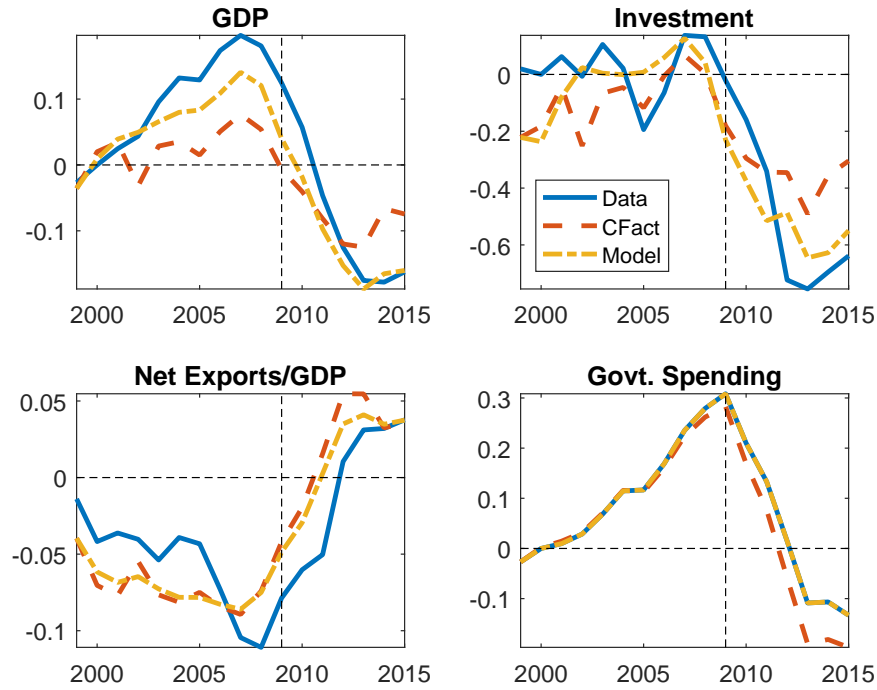 GDP
0.1
0
-0.1
2000 2005 2010 2015
Investment
0
-0.2
-0.4
-0.6
Data
CFact
Model
2000 2005 2010 2015
Net Exports/GDP
0.05
0
-0.05
-0.1
2000 2005 2010 2015
Govt. Spending
0.3
0.2
0.1
0
-0.1
2000 2005 2010 2015